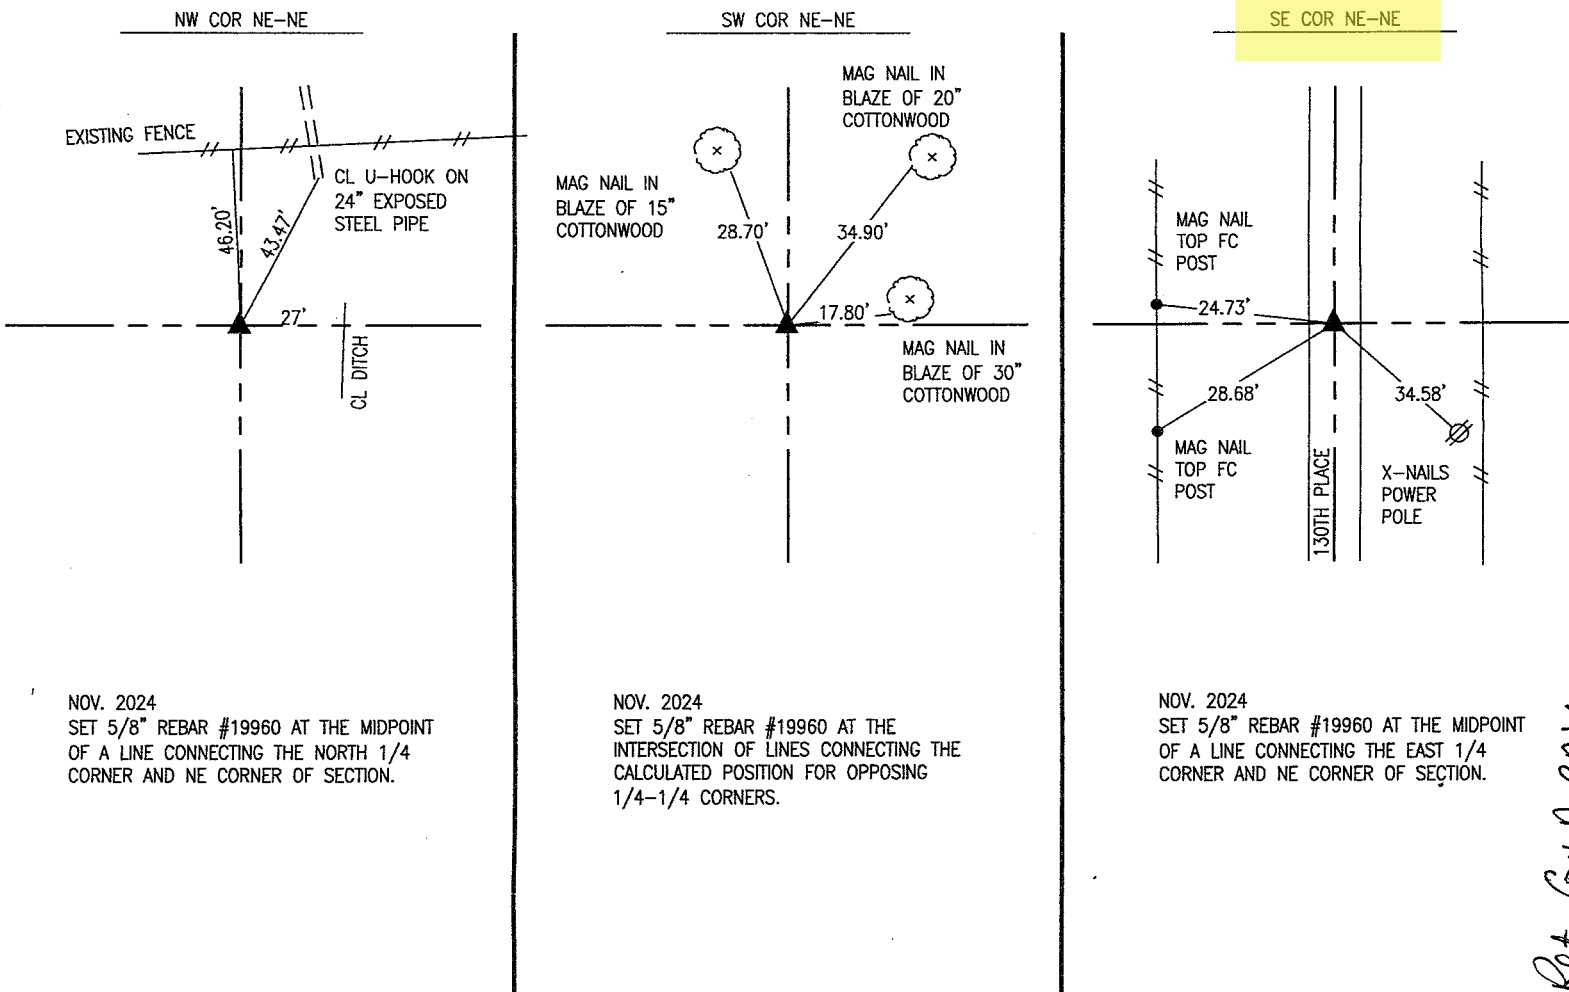 NW COR NE-NE
EXISTING FENCE
CL U-HOOK ON
24" EXPOSED
STEEL PIPE
46.20'
43.47'
27'
CL DITCH
NOV. 2024
SET 5/8" REBAR #19960 AT THE MIDPOINT
OF A LINE CONNECTING THE NORTH 1/4
CORNER AND NE CORNER OF SECTION.
SW COR NE-NE
MAG NAIL IN
BLAZE OF 20"
COTTONWOOD
MAG NAIL IN
BLAZE OF 15"
COTTONWOOD
28.70'
34.90'
17.80'
MAG NAIL IN
BLAZE OF 30"
COTTONWOOD
NOV. 2024
SET 5/8" REBAR #19960 AT THE
INTERSECTION OF LINES CONNECTING THE
CALCULATED POSITION FOR OPPOSING
1/4-1/4 CORNERS.
SE COR NE-NE
MAG NAIL
TOP FC
POST
24.73'
28.68'
34.58'
MAG NAIL
TOP FC
POST
130TH PLACE
X-NAILS
POWER
POLE
NOV. 2024
SET 5/8" REBAR #19960 AT THE MIDPOINT
OF A LINE CONNECTING THE EAST 1/4
CORNER AND NE CORNER OF SECTION.